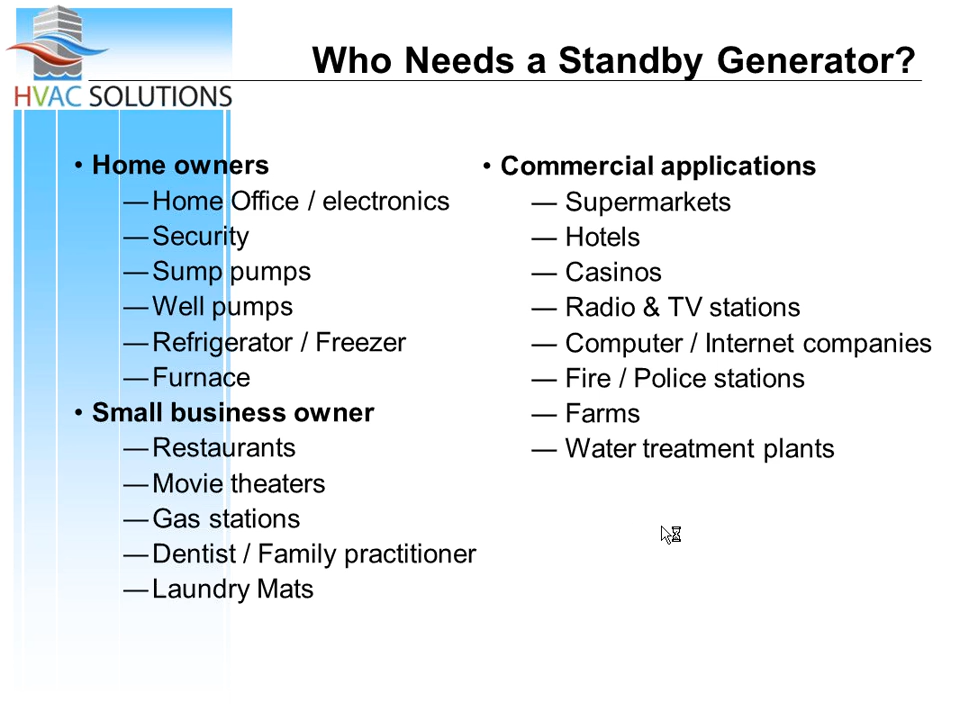 Who Needs a Standby Generator?
HVAC SOLUTIONS
• Home owners
— Home Office / electronics
— Security
— Sump pumps
— Well pumps
— Refrigerator / Freezer
— Furnace
• Small business owner
— Restaurants
— Movie theaters
— Gas stations
— Dentist / Family practitioner
— Laundry Mats
• Commercial applications
— Supermarkets
— Hotels
— Casinos
— Radio & TV stations
— Computer / Internet companies
— Fire / Police stations
— Farms
— Water treatment plants